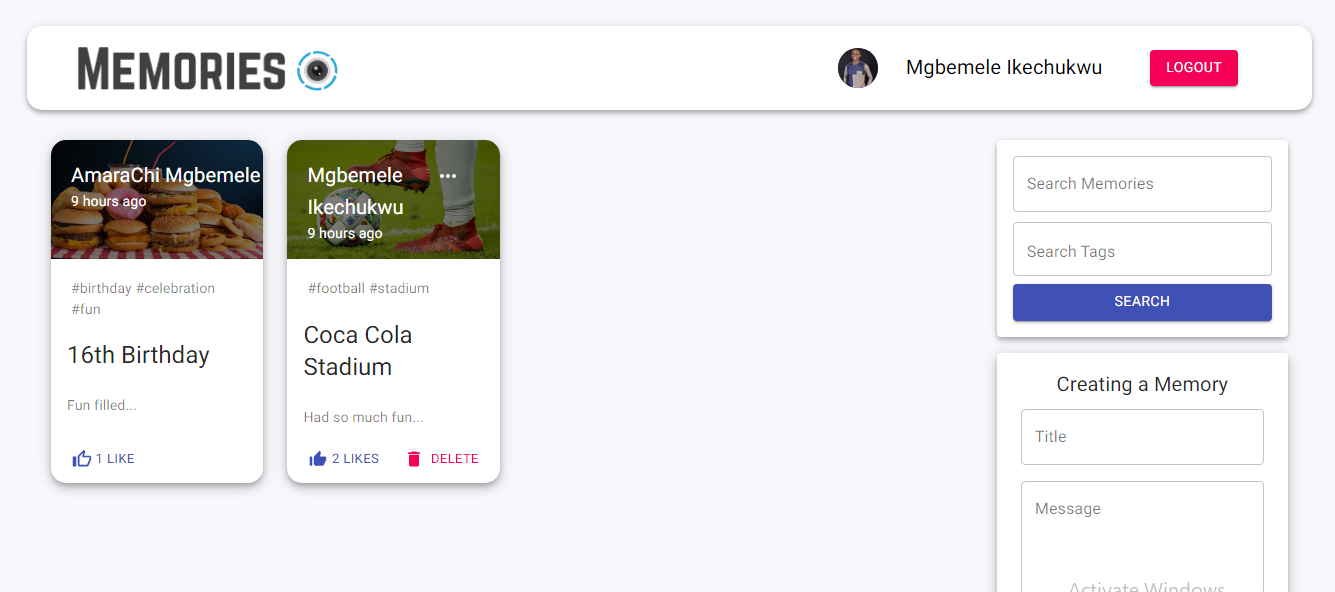 MEMORIES
Mgbemele Ikechukwu
LOGOUT
AmaraChi Mgbemele
9 hours ago
#birthday #celebration
#fun
16th Birthday
Fun filled...
1 LIKE
Mgbemele
Ikechukwu
9 hours ago
#football #stadium
Coca Cola
Stadium
Had so much fun...
2 LIKES
DELETE
Search Memories
Search Tags
SEARCH
Creating a Memory
Title
Message
Activate Windows